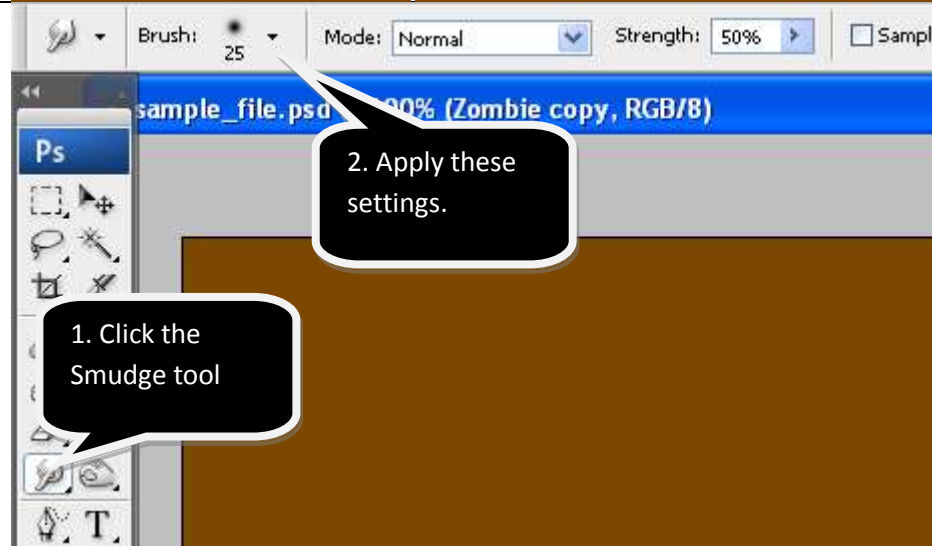 Brush: 25 Mode: Normal Strength: 50% Sampl
sample_file.psd 00% (Zombie copy, RGB/8)
Ps
2. Apply these
settings.
1. Click the
Smudge tool
T